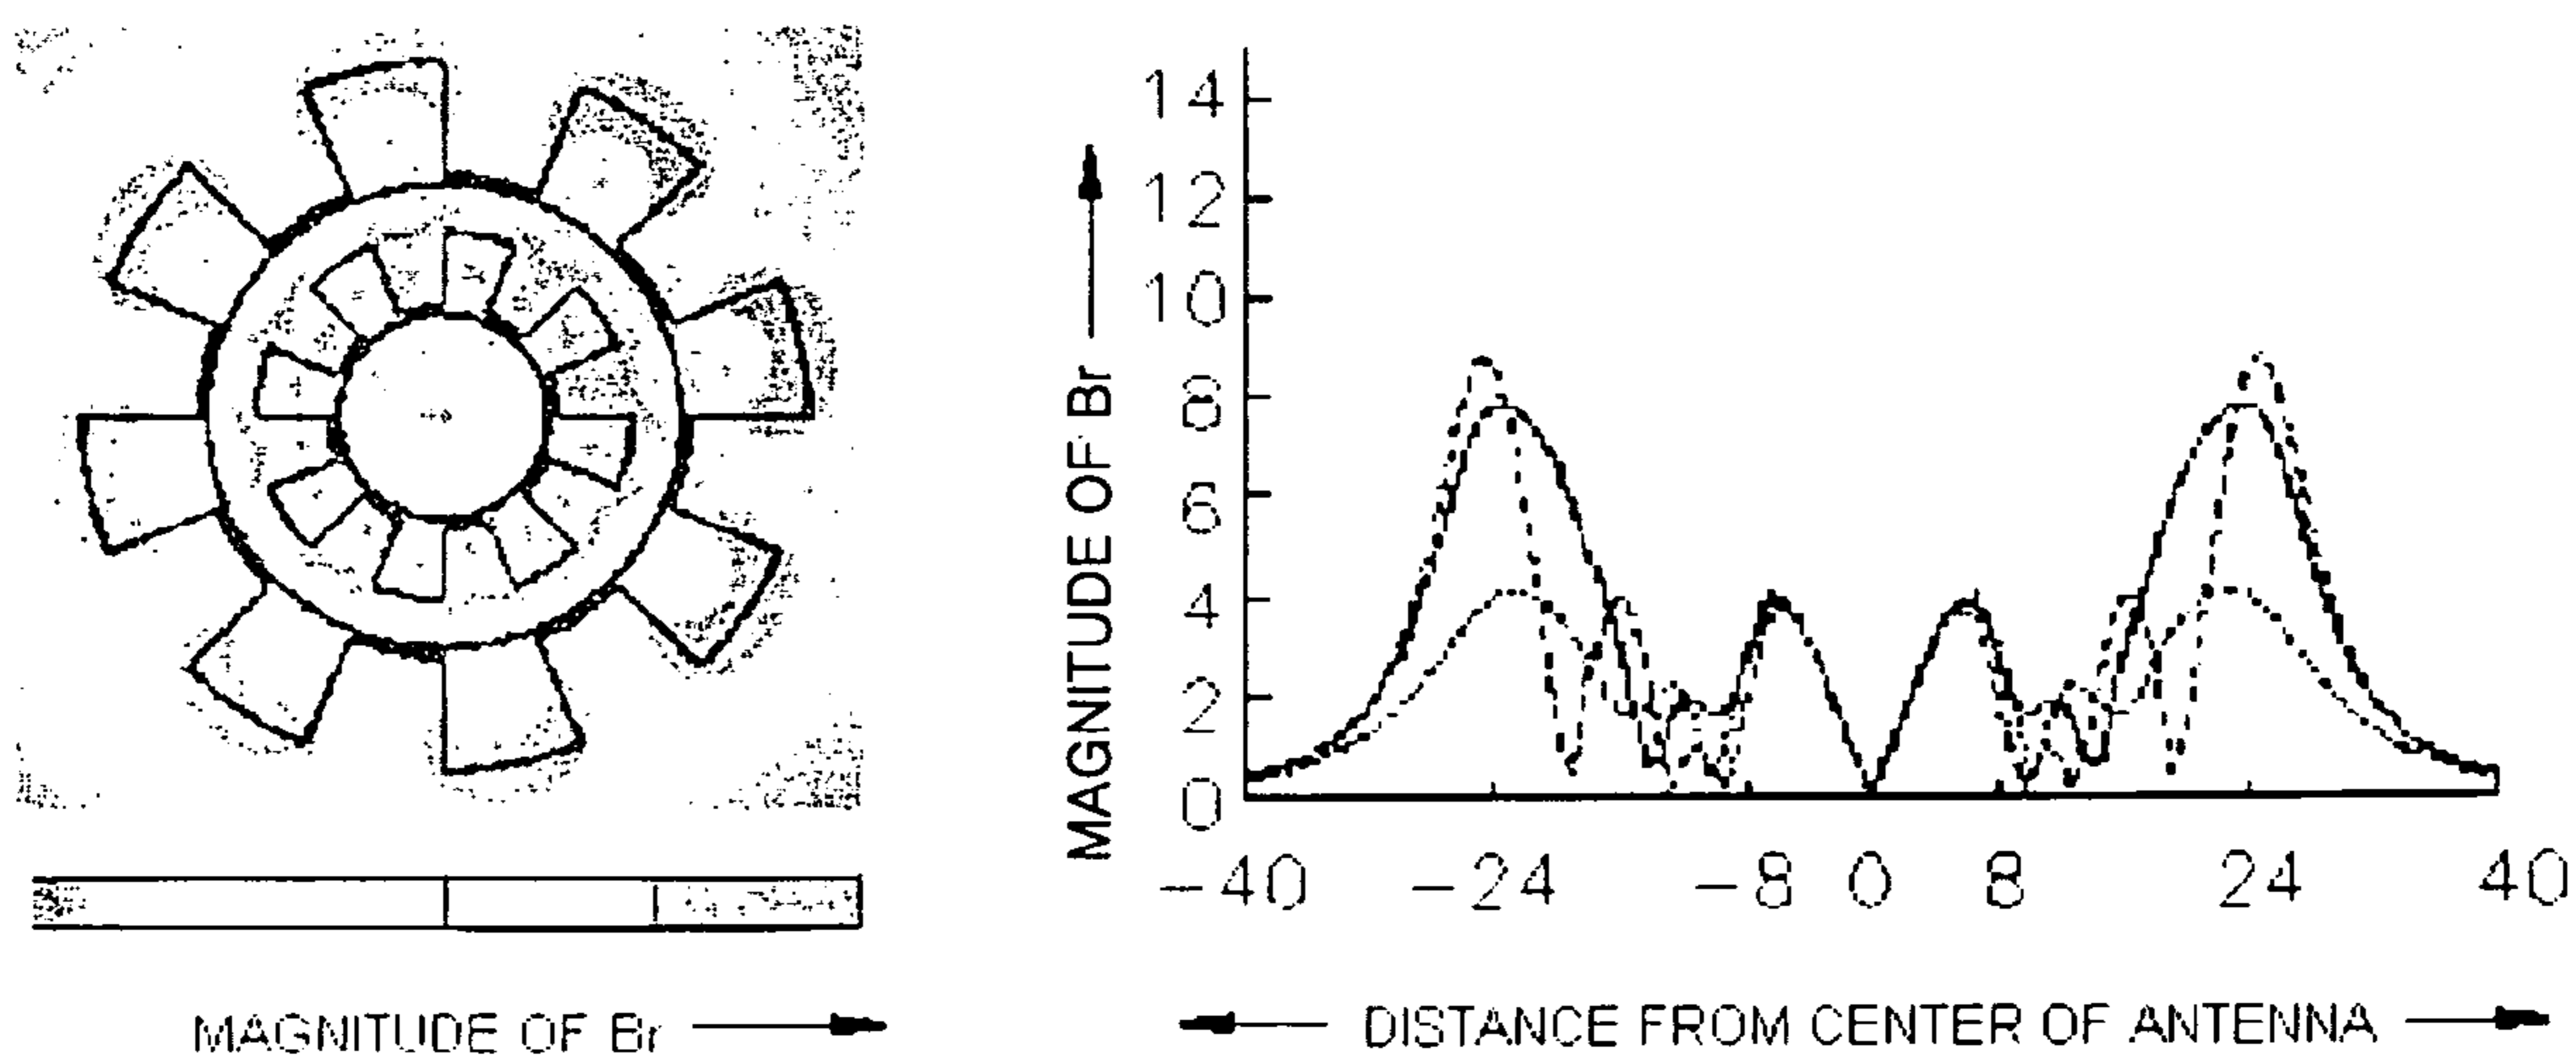 14
12
10
8
6
4
2
0
MAGNITUDE OF Br
-40 -24 -8 0 8 24 40
MAGNITUDE OF Br
DISTANCE FROM CENTER OF ANTENNA